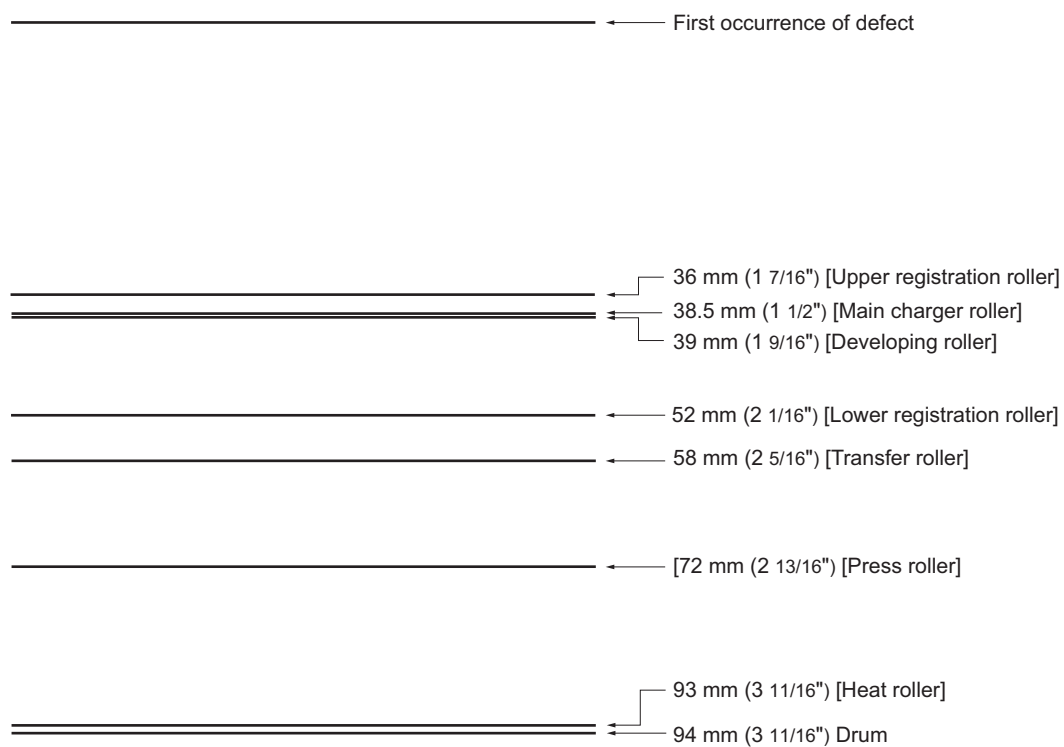 First occurrence of defect
36 mm (1 7/16") [Upper registration roller]
38.5 mm (1 1/2") [Main charger roller]
39 mm (1 9/16") [Developing roller]
52 mm (2 1/16") [Lower registration roller]
58 mm (2 5/16") [Transfer roller]
[72 mm (2 13/16") [Press roller]
93 mm (3 11/16") [Heat roller]
94 mm (3 11/16") Drum